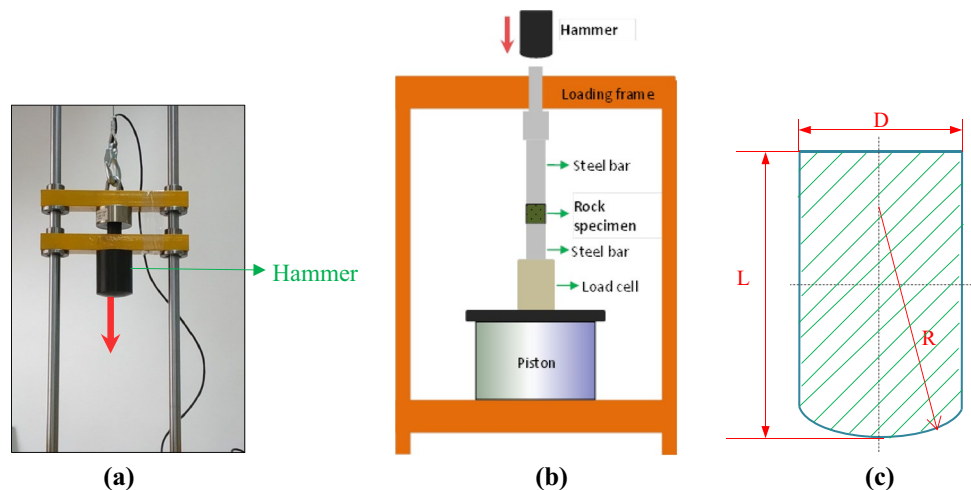 Hammer
(a)
Hammer
Loading frame
Steel bar
Rock
specimen
Steel bar
Load cell
Piston
(b)
D
L
R
(c)